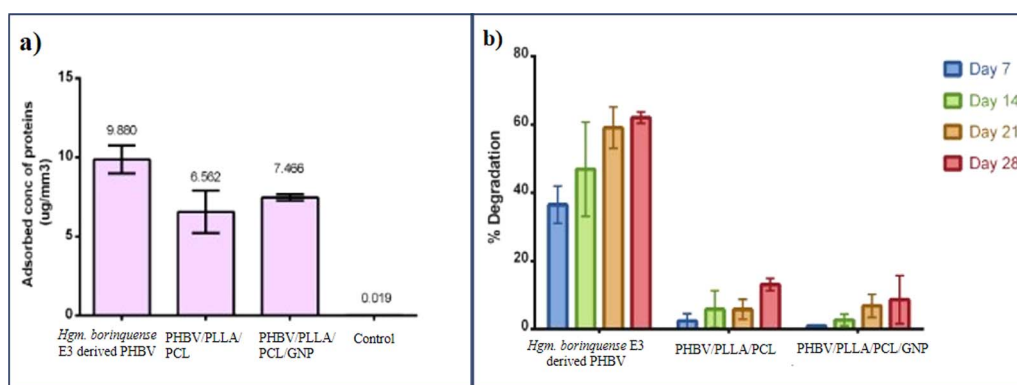 a)
Adsorbed conc of proteins
(ug/mm3)
15
10
5
0
9.880
6.562
7.466
0.019
Hgm. borinquense
E3 derived PHBV
PHBV/PLLA/
PCL
PHBV/PLLA/
PCL/GNP
Control
b)
% Degradation
80
60
40
20
0
Day 7
Day 14
Day 21
Day 28
Hgm. borinquense E3
derived PHBV
PHBV/PLLA/PCL
PHBV/PLLA/PCL/GNP